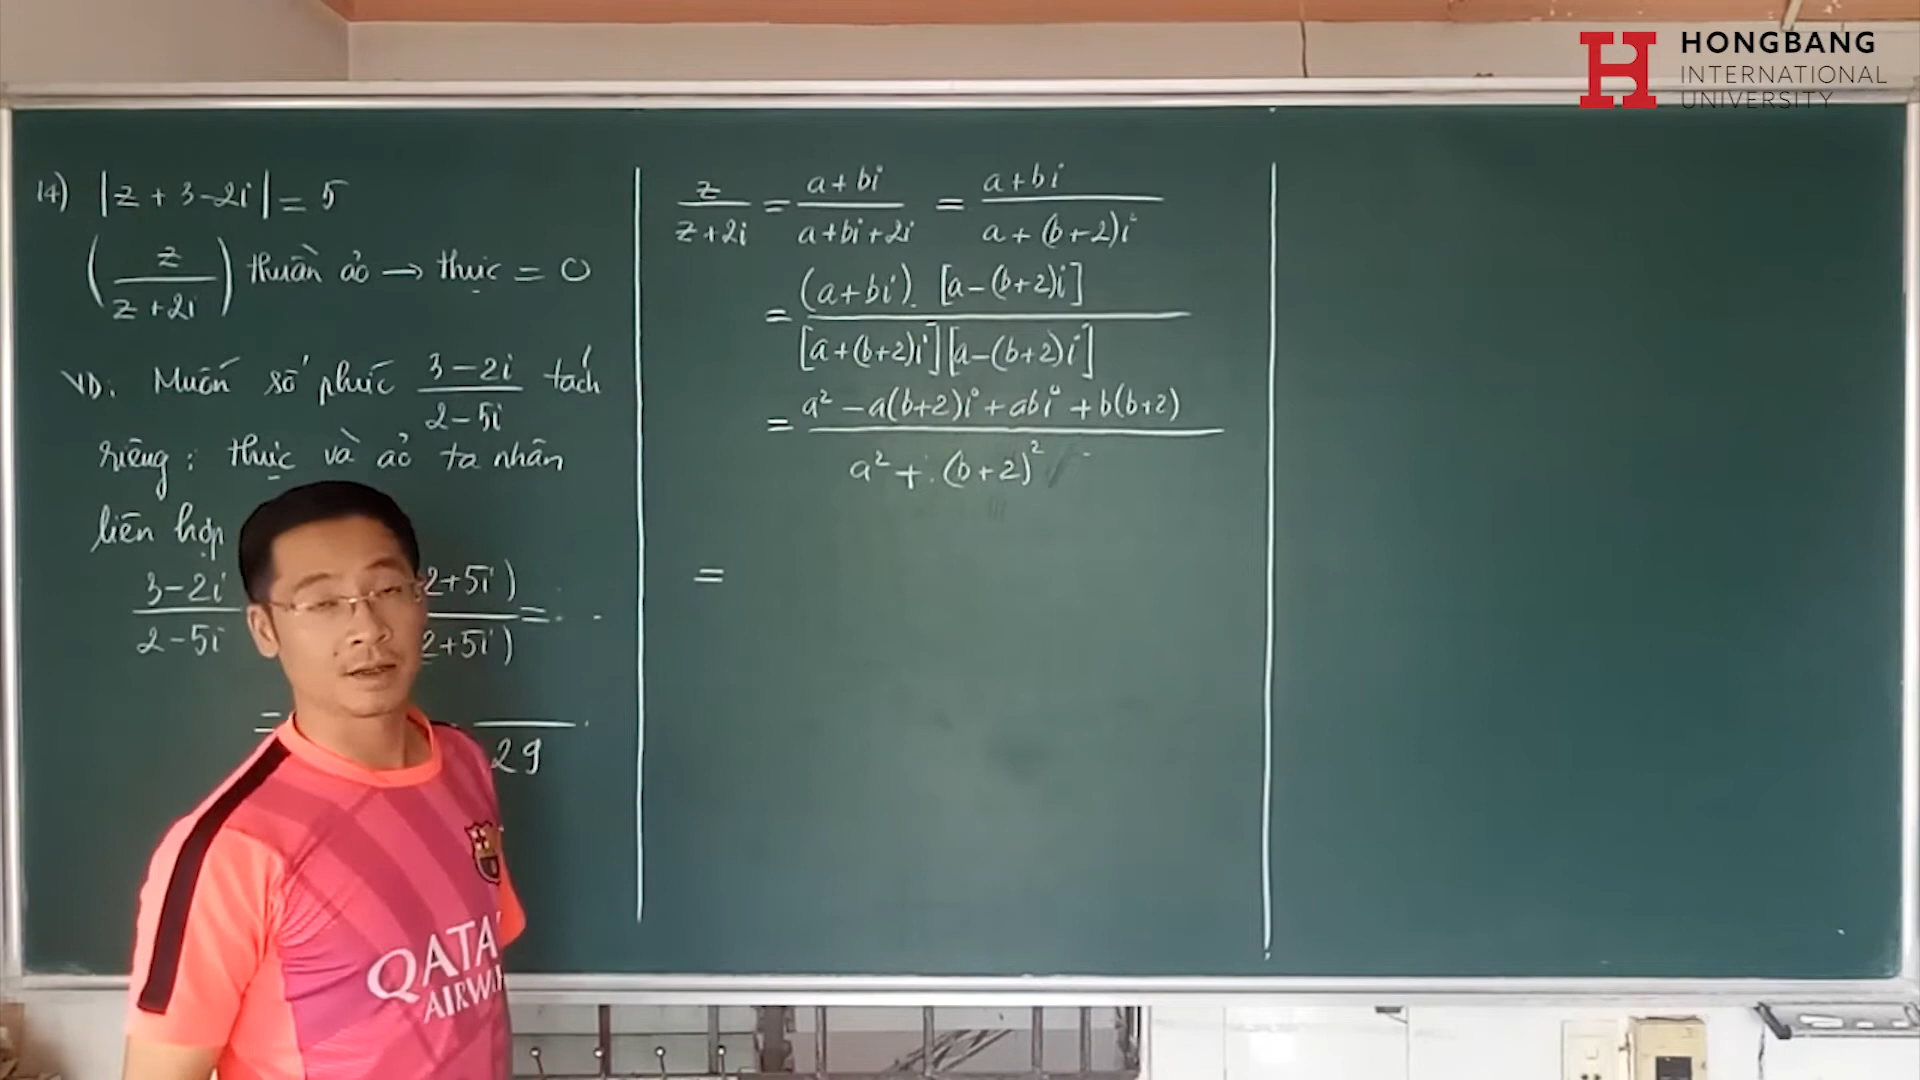 HONGBANG
INTERNATIONAL
UNIVERSITY
14) |z + 3 - 2i| = 5
(z / (z + 2i)) thuần ảo → thực = 0
VD: Muốn số phức (3 - 2i) / (2 - 5i) tách
riêng : thực và ảo ta nhân
liên hợp
(3 - 2i) / (2 - 5i) 2 + 5i) / 2 + 5i) = ...
= 29
z / (z + 2i) = (a + bi) / (a + bi + 2i) = (a + bi) / (a + (b + 2)i)
= (a + bi) . [a - (b + 2)i] / [a + (b + 2)i] [a - (b + 2)i]
= a² - a(b + 2)i + abi + b(b + 2) / a² + (b + 2)²
=
QATA
AIRWA